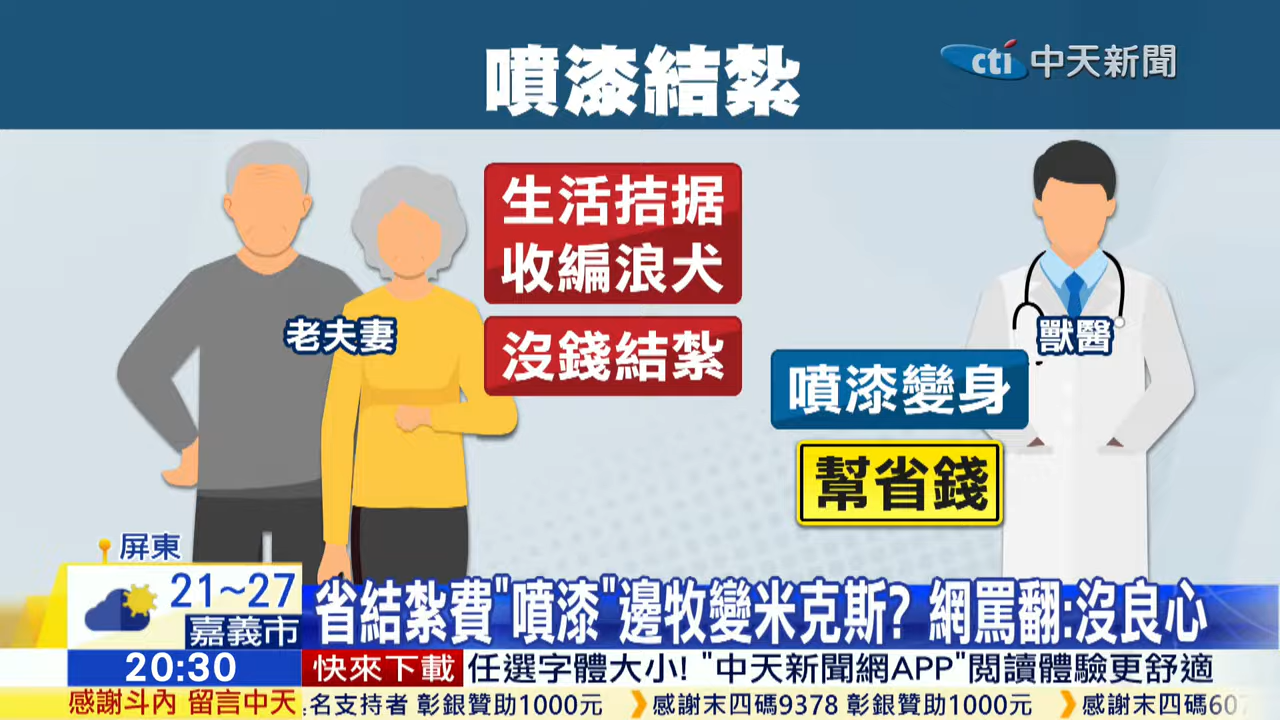 噴漆結紮
cti 中天新聞
生活拮据
收編浪犬
老夫妻
沒錢結紮
獸醫
噴漆變身
幫省錢
屏東
21~27
嘉義市
省結紮費"噴漆"邊牧變米克斯? 網罵翻:沒良心
20:30
快來下載 任選字體大小! "中天新聞網APP"閱讀體驗更舒適
感謝斗內 留言中天
名支持者 彰銀贊助1000元 》感謝末四碼9378 彰銀贊助1000元 》感謝末四碼607